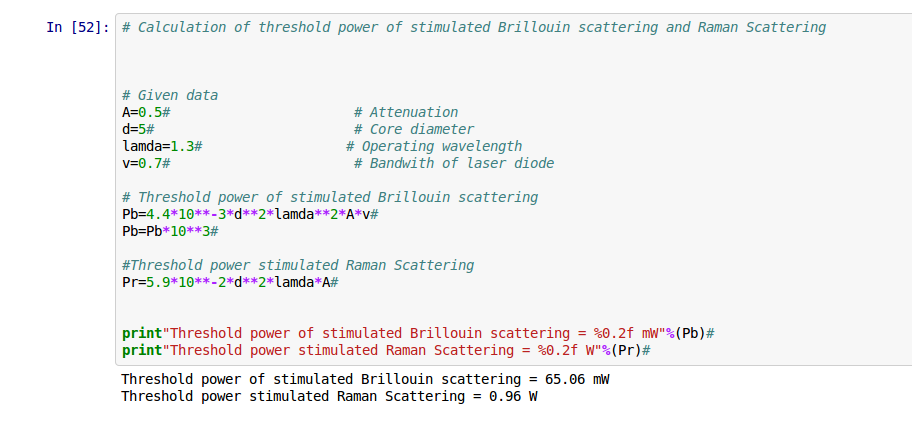 In [52]: # Calculation of threshold power of stimulated Brillouin scattering and Raman Scattering
# Given data
A=0.5# # Attenuation
d=5# # Core diameter
lamda=1.3# # Operating wavelength
v=0.7# # Bandwith of laser diode
# Threshold power of stimulated Brillouin scattering
Pb=4.4*10**-3*d**2*lamda**2*A*v#
Pb=Pb*10**3#
#Threshold power stimulated Raman Scattering
Pr=5.9*10**-2*d**2*lamda*A#
print"Threshold power of stimulated Brillouin scattering = %0.2f mW"%(Pb)#
print"Threshold power stimulated Raman Scattering = %0.2f W"%(Pr)#
Threshold power of stimulated Brillouin scattering = 65.06 mW
Threshold power stimulated Raman Scattering = 0.96 W